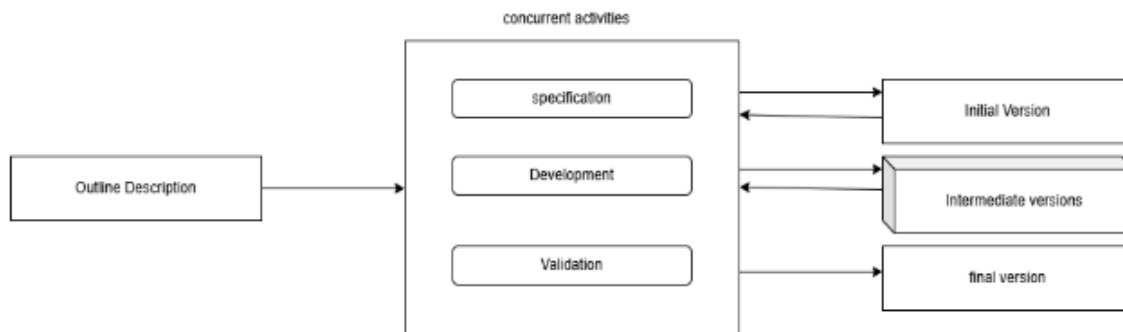 concurrent activities
specification
Initial Version
Outline Description
Development
Intermediate versions
Validation
final version